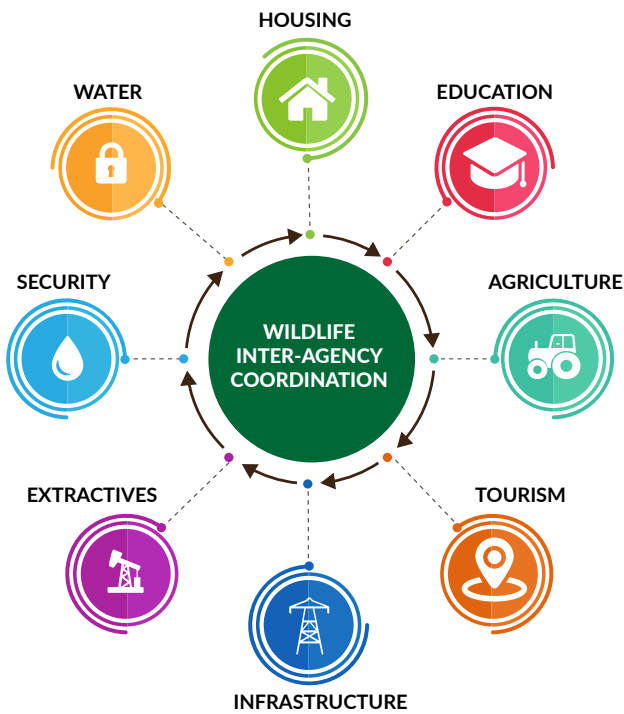 HOUSING
WATER
EDUCATION
SECURITY
AGRICULTURE
WILDLIFE
INTER-AGENCY
COORDINATION
EXTRACTIVES
TOURISM
INFRASTRUCTURE